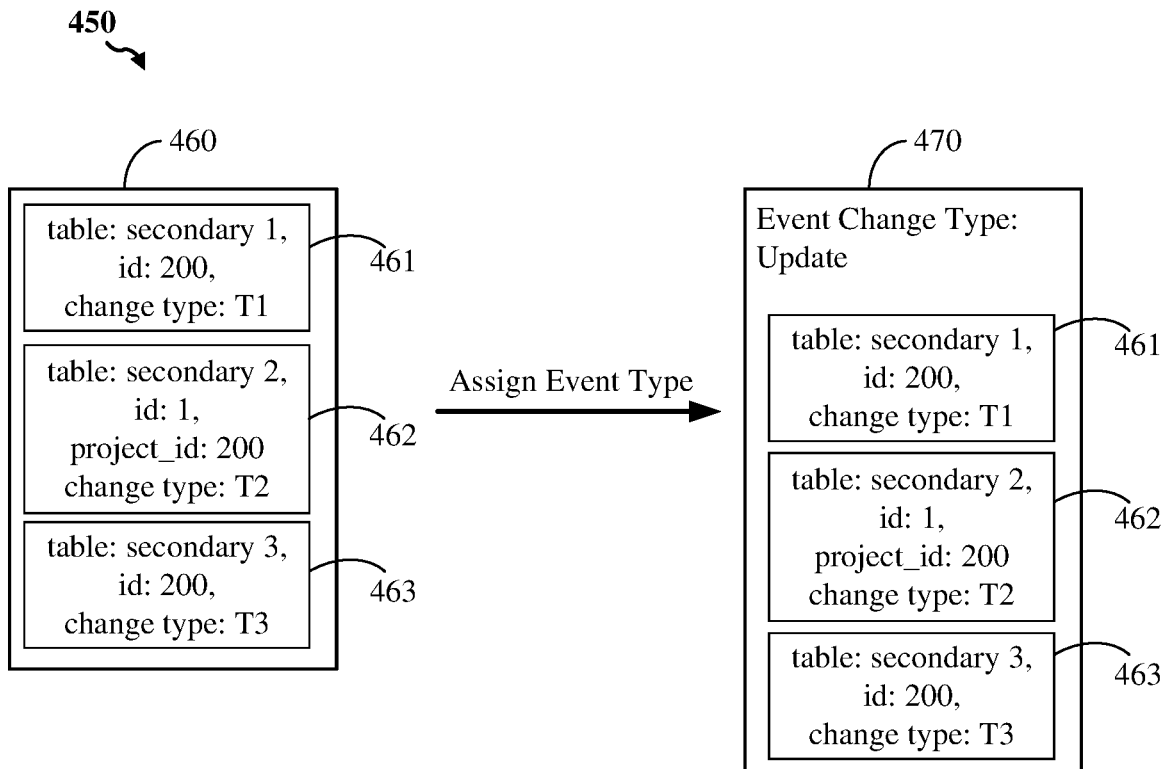 450
460
table: secondary 1,
id: 200,
change type: T1
461
table: secondary 2,
id: 1,
project_id: 200
change type: T2
462
table: secondary 3,
id: 200,
change type: T3
463
Assign Event Type
470
Event Change Type:
Update
table: secondary 1,
id: 200,
change type: T1
461
table: secondary 2,
id: 1,
project_id: 200
change type: T2
462
table: secondary 3,
id: 200,
change type: T3
463